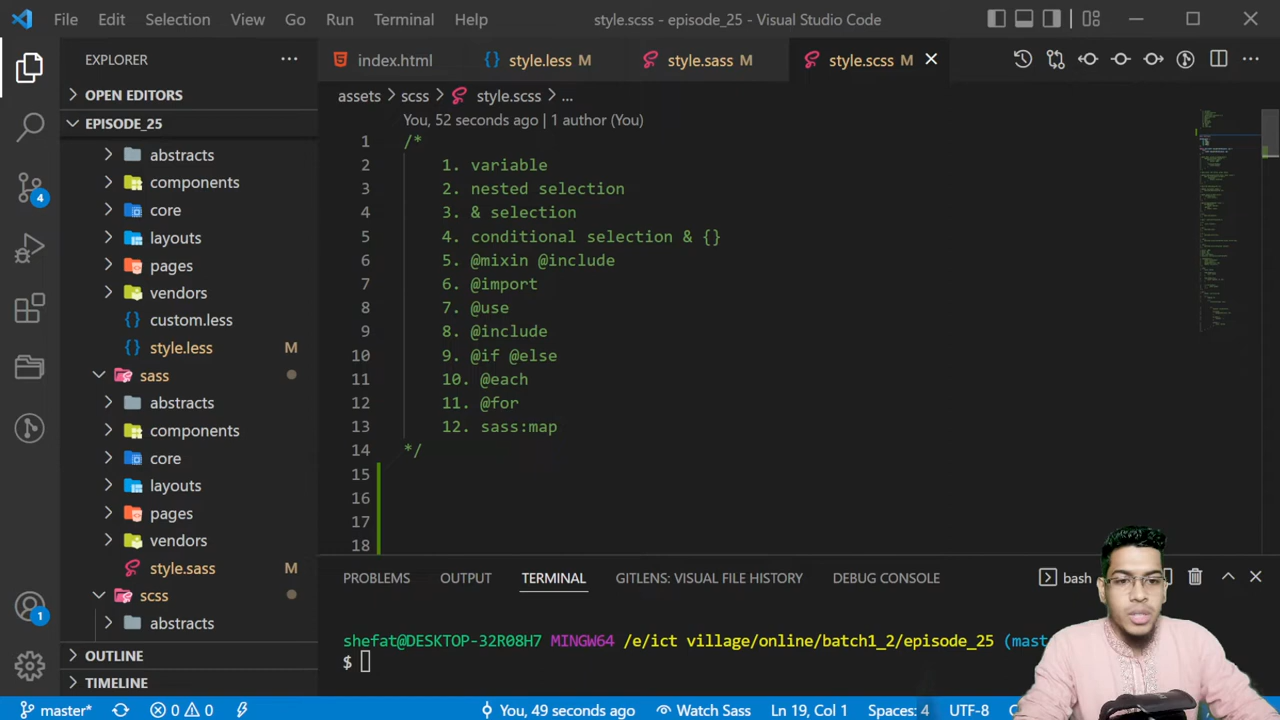 File Edit Selection View Go Run Terminal Help style.scss - episode_25 - Visual Studio Code
EXPLORER
index.html style.less M style.sass M style.scss M
OPEN EDITORS
assets scss style.scss ...
EPISODE_25
You, 52 seconds ago | 1 author (You)
abstracts
components
core
layouts
pages
vendors
custom.less
style.less M
sass
abstracts
components
core
layouts
pages
vendors
style.sass M
scss
abstracts
OUTLINE
TIMELINE
4
1
1 /*
2 1. variable
3 2. nested selection
4 3. & selection
5 4. conditional selection & {}
6 5. @mixin @include
7 6. @import
8 7. @use
9 8. @include
10 9. @if @else
11 10. @each
12 11. @for
13 12. sass:map
14 */
15
16
17
18
PROBLEMS OUTPUT TERMINAL GITLENS: VISUAL FILE HISTORY DEBUG CONSOLE bash
shefat@DESKTOP-32R08H7 MINGW64 /e/ict village/online/batch1_2/episode_25 (mast
$
master* 0 0 You, 49 seconds ago Watch Sass Ln 19, Col 1 Spaces: 4 UTF-8